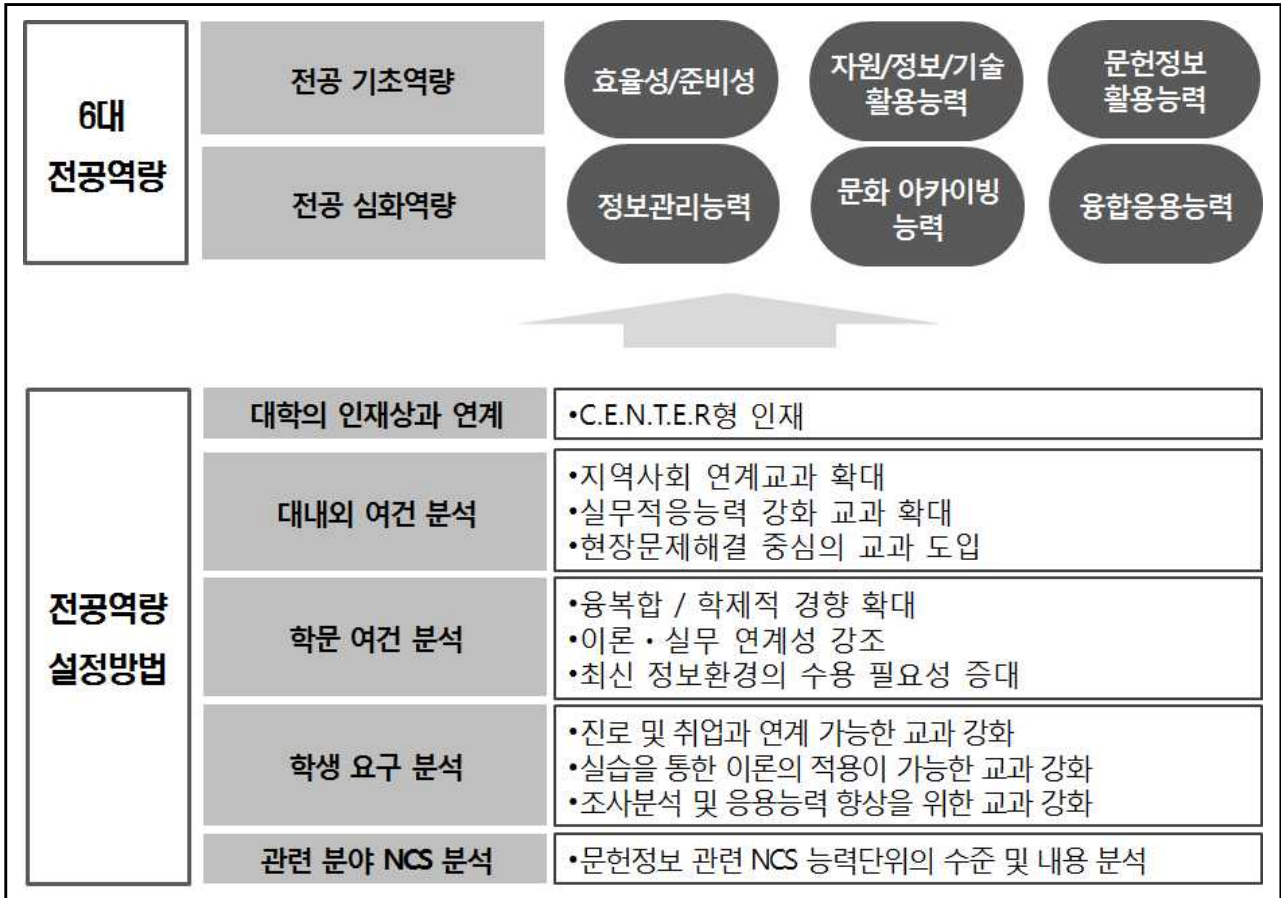 6대
전공역량
전공 기초역량
효율성/준비성
자원/정보/기술
활용능력
문헌정보
활용능력
전공 심화역량
정보관리능력
문화 아카이빙
능력
융합응용능력
전공역량
설정방법
대학의 인재상과 연계
•C.E.N.T.E.R형 인재
대내외 여건 분석
•지역사회 연계교과 확대
•실무적응능력 강화 교과 확대
•현장문제해결 중심의 교과 도입
학문 여건 분석
•융복합 / 학제적 경향 확대
•이론・실무 연계성 강조
•최신 정보환경의 수용 필요성 증대
학생 요구 분석
•진로 및 취업과 연계 가능한 교과 강화
•실습을 통한 이론의 적용이 가능한 교과 강화
•조사분석 및 응용능력 향상을 위한 교과 강화
관련 분야 NCS 분석
•문헌정보 관련 NCS 능력단위의 수준 및 내용 분석